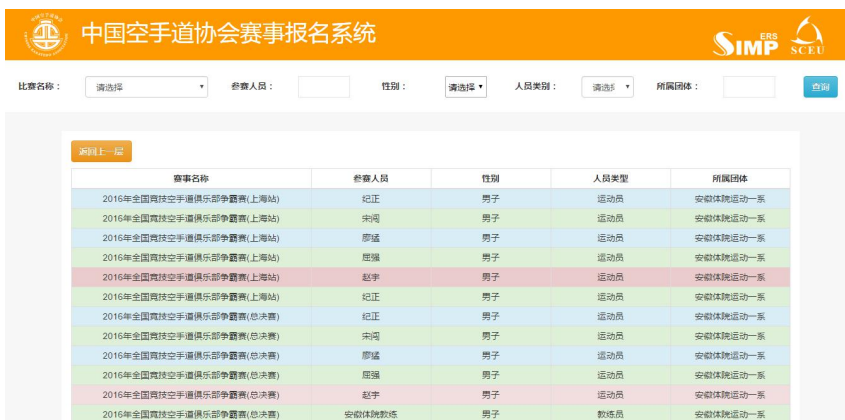 中国空手道协会赛事报名系统
SIMP ERS
SCEU
比赛名称： 请选择 参赛人员： 性别： 请选择 人员类别： 请选 所属团体： 查询
返回上一层
赛事名称 参赛人员 性别 人员类型 所属团体
2016年全国竞技空手道俱乐部争霸赛(上海站) 纪正 男子 运动员 安徽体院运动一系
2016年全国竞技空手道俱乐部争霸赛(上海站) 宋闯 男子 运动员 安徽体院运动一系
2016年全国竞技空手道俱乐部争霸赛(上海站) 廖猛 男子 运动员 安徽体院运动一系
2016年全国竞技空手道俱乐部争霸赛(上海站) 屈强 男子 运动员 安徽体院运动一系
2016年全国竞技空手道俱乐部争霸赛(上海站) 赵宇 男子 运动员 安徽体院运动一系
2016年全国竞技空手道俱乐部争霸赛(上海站) 纪正 男子 运动员 安徽体院运动一系
2016年全国竞技空手道俱乐部争霸赛(总决赛) 纪正 男子 运动员 安徽体院运动一系
2016年全国竞技空手道俱乐部争霸赛(总决赛) 宋闯 男子 运动员 安徽体院运动一系
2016年全国竞技空手道俱乐部争霸赛(总决赛) 廖猛 男子 运动员 安徽体院运动一系
2016年全国竞技空手道俱乐部争霸赛(总决赛) 屈强 男子 运动员 安徽体院运动一系
2016年全国竞技空手道俱乐部争霸赛(总决赛) 赵宇 男子 运动员 安徽体院运动一系
2016年全国竞技空手道俱乐部争霸赛(总决赛) 安徽体院教练 男子 教练员 安徽体院运动一系